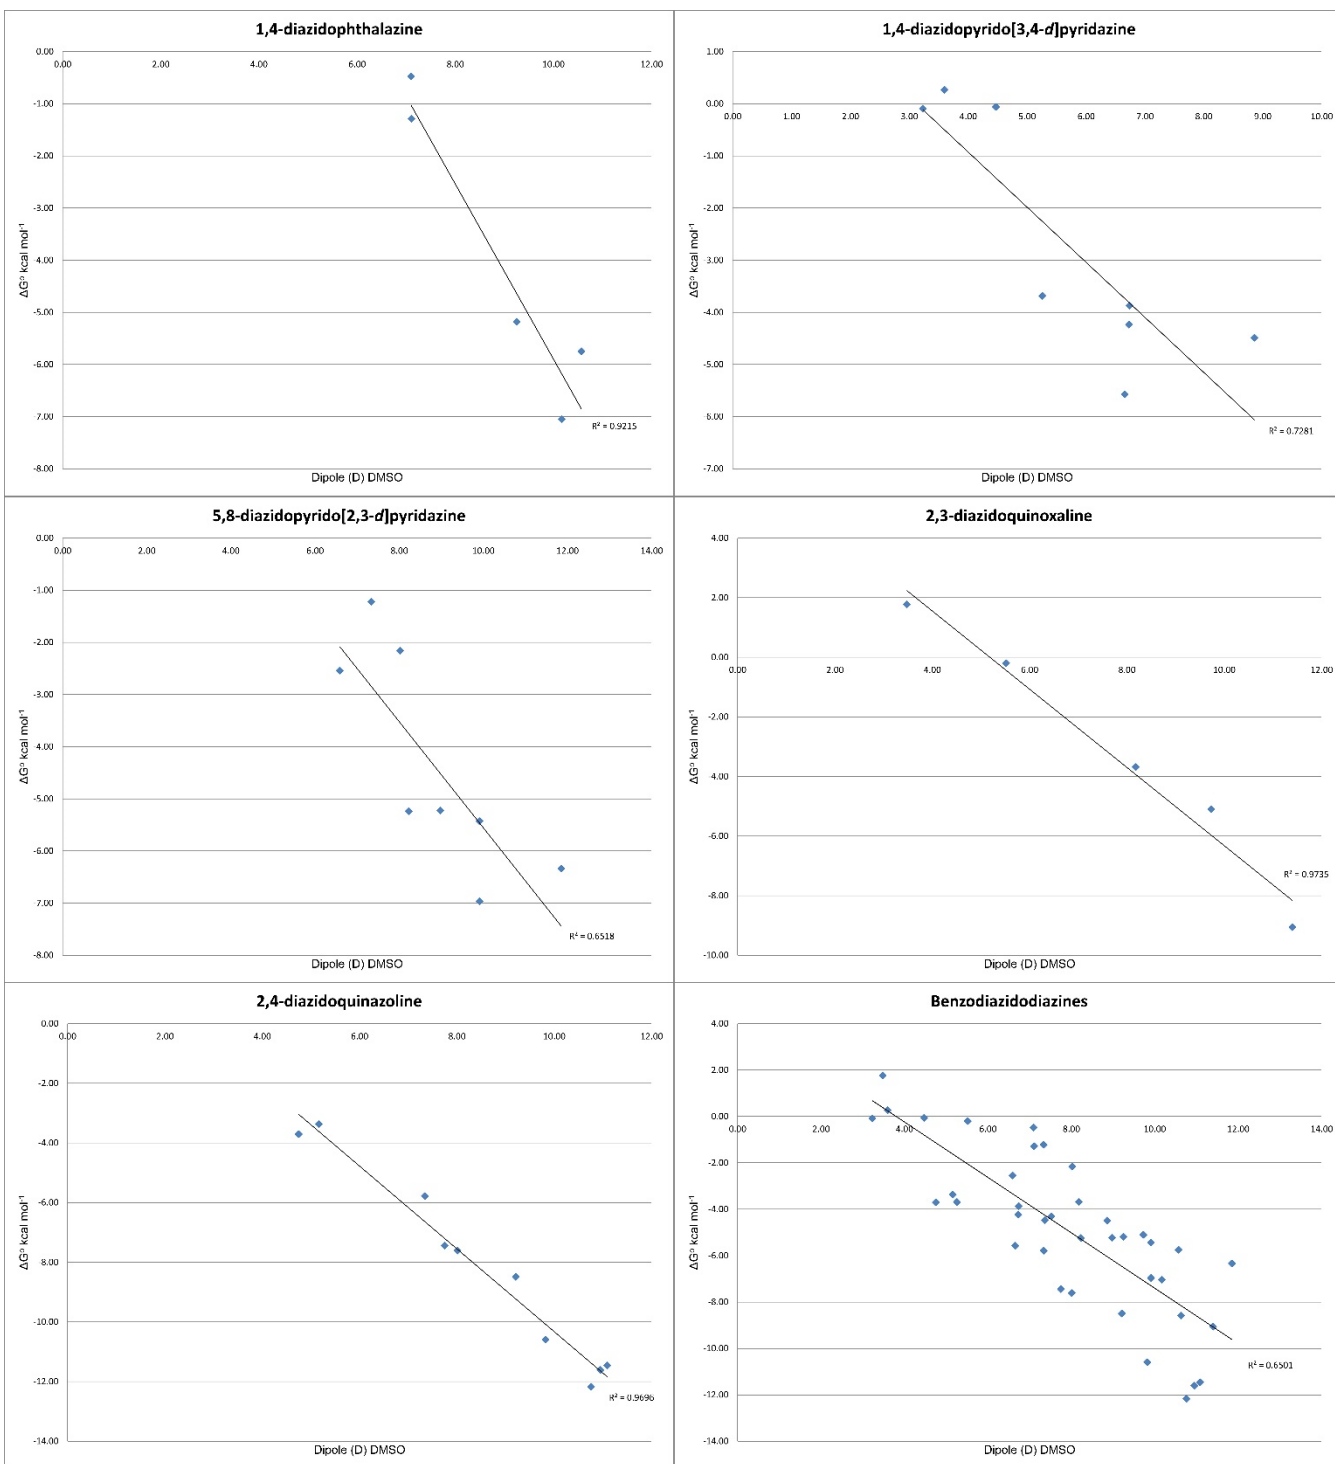 1,4-diazidophthalazine
0.00
0.00 2.00 4.00 6.00 8.00 10.00 12.00
-1.00
-2.00
-3.00
-4.00
-5.00
-6.00
-7.00
-8.00
ΔGº kcal mol⁻¹
R² = 0.9215
Dipole (D) DMSO
1,4-diazidopyrido[3,4-d]pyridazine
1.00
0.00
0.00 1.00 2.00 3.00 4.00 5.00 6.00 7.00 8.00 9.00 10.00
-1.00
-2.00
-3.00
-4.00
-5.00
-6.00
-7.00
ΔGº kcal mol⁻¹
R² = 0.7281
Dipole (D) DMSO
5,8-diazidopyrido[2,3-d]pyridazine
0.00
0.00 2.00 4.00 6.00 8.00 10.00 12.00 14.00
-1.00
-2.00
-3.00
-4.00
-5.00
-6.00
-7.00
-8.00
ΔGº kcal mol⁻¹
R² = 0.6518
Dipole (D) DMSO
2,3-diazidoquinoxaline
4.00
2.00
0.00
0.00 2.00 4.00 6.00 8.00 10.00 12.00
-2.00
-4.00
-6.00
-8.00
-10.00
ΔGº kcal mol⁻¹
R² = 0.9735
Dipole (D) DMSO
2,4-diazidoquinazoline
0.00
0.00 2.00 4.00 6.00 8.00 10.00 12.00
-2.00
-4.00
-6.00
-8.00
-10.00
-12.00
-14.00
ΔGº kcal mol⁻¹
R² = 0.9696
Dipole (D) DMSO
Benzodiazidodiazines
4.00
2.00
0.00
0.00 2.00 4.00 6.00 8.00 10.00 12.00 14.00
-2.00
-4.00
-6.00
-8.00
-10.00
-12.00
-14.00
ΔGº kcal mol⁻¹
R² = 0.6501
Dipole (D) DMSO